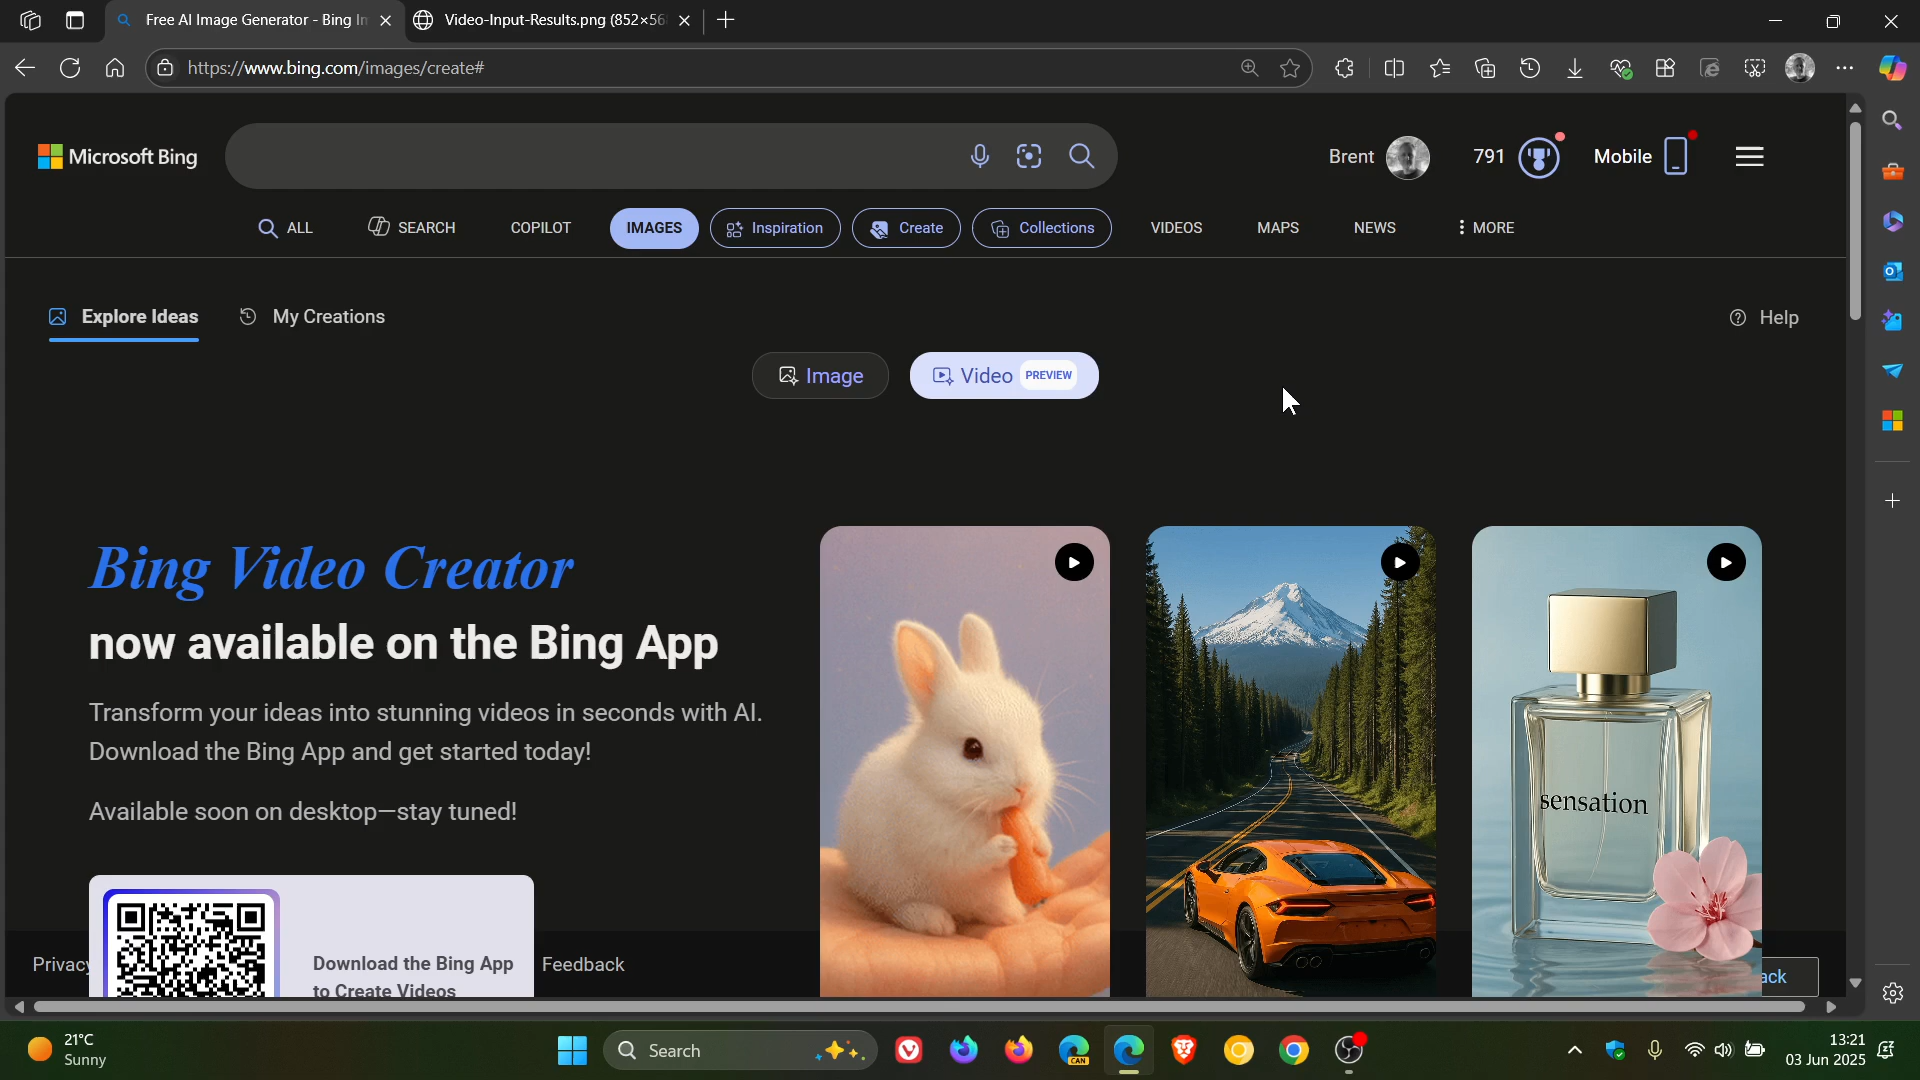 Free AI Image Generator - Bing Im
Video-Input-Results.png (852×56
https://www.bing.com/images/create#
Microsoft Bing
Brent
791
Mobile
ALL
SEARCH
COPILOT
IMAGES
Inspiration
Create
Collections
VIDEOS
MAPS
NEWS
MORE
Explore Ideas
My Creations
Help
Image
Video PREVIEW
Bing Video Creator
now available on the Bing App
Transform your ideas into stunning videos in seconds with AI.
Download the Bing App and get started today!
Available soon on desktop—stay tuned!
sensation
Privacy
Download the Bing App
to Create Videos
Feedback
ack
21°C
Sunny
Search
CAN
13:21
03 Jun 2025